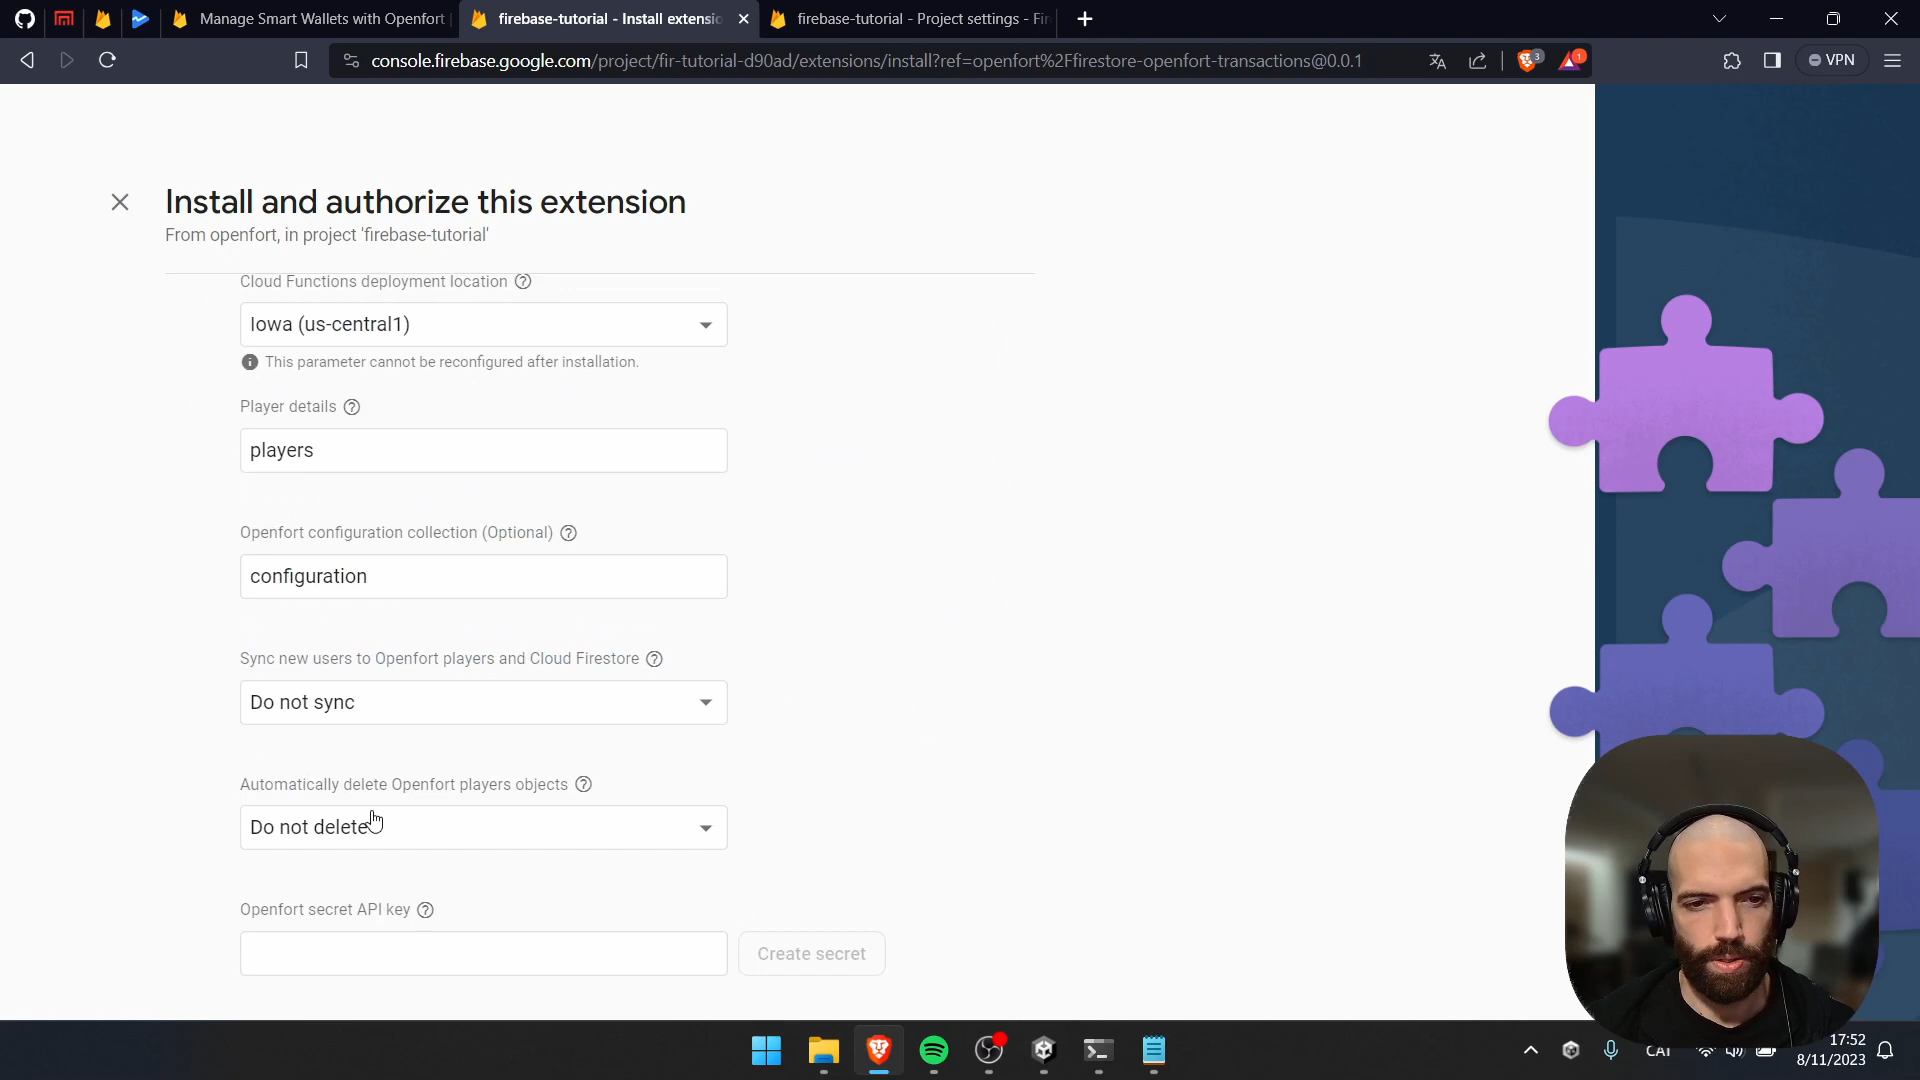 Manage Smart Wallets with Openfort
firebase-tutorial - Install extensio
firebase-tutorial - Project settings - Fir
console.firebase.google.com/project/fir-tutorial-d90ad/extensions/install?ref=openfort%2Ffirestore-openfort-transactions@0.0.1
3
1
VPN
Install and authorize this extension
From openfort, in project 'firebase-tutorial'
Cloud Functions deployment location
Iowa (us-central1)
This parameter cannot be reconfigured after installation.
Player details
players
Openfort configuration collection (Optional)
configuration
Sync new users to Openfort players and Cloud Firestore
Do not sync
Automatically delete Openfort players objects
Do not delete
Openfort secret API key
Create secret
CAT
17:52
8/11/2023